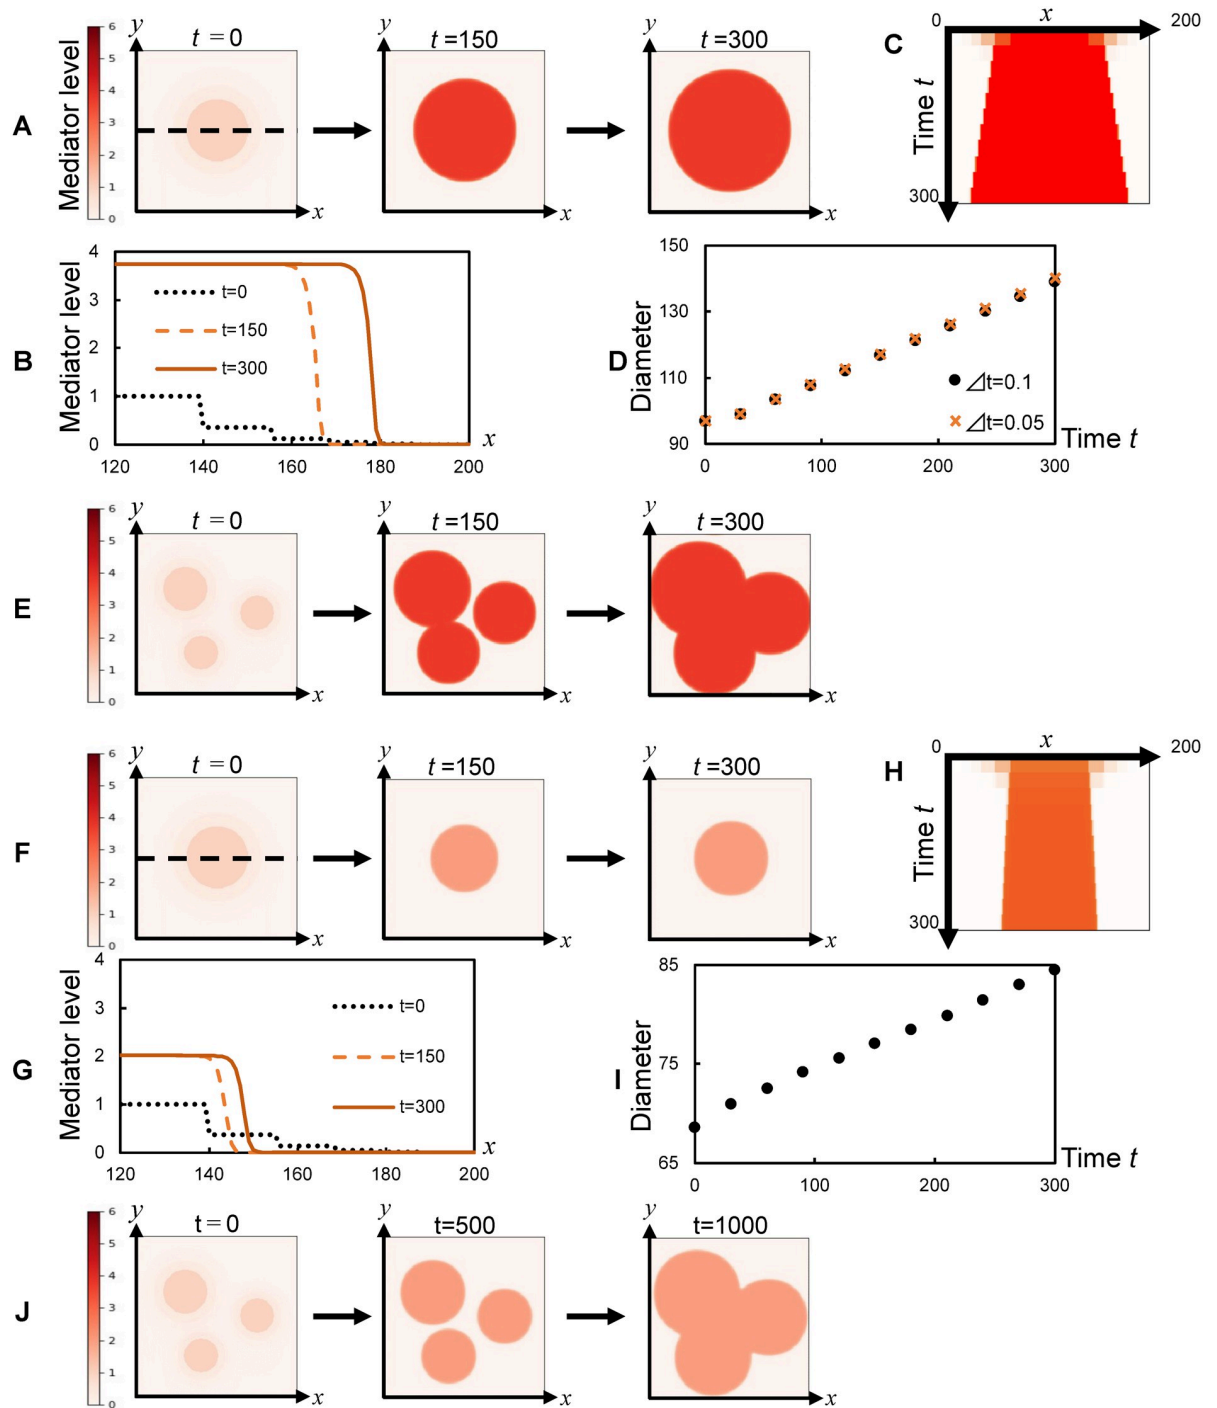 A
Mediator level
6
5
4
3
2
1
0
y
t = 0
x
t =150
x
y
t =300
x
C
0
x
200
Time t
300
B
Mediator level
4
3
2
1
0
t=0
t=150
t=300
120
140
160
180
200
x
D
Diameter
150
130
110
90
⊿t=0.1
⊿t=0.05
0
100
200
300
Time t
E
6
5
4
3
2
1
0
y
t = 0
x
t =150
x
y
t =300
x
F
Mediator level
6
5
4
3
2
1
0
y
t = 0
x
t =150
x
y
t =300
x
H
0
x
200
Time t
300
G
Mediator level
4
3
2
1
0
t=0
t=150
t=300
120
140
160
180
200
x
I
Diameter
85
75
65
0
100
200
300
Time t
J
6
5
4
3
2
1
0
y
t = 0
x
t=500
x
y
t=1000
x